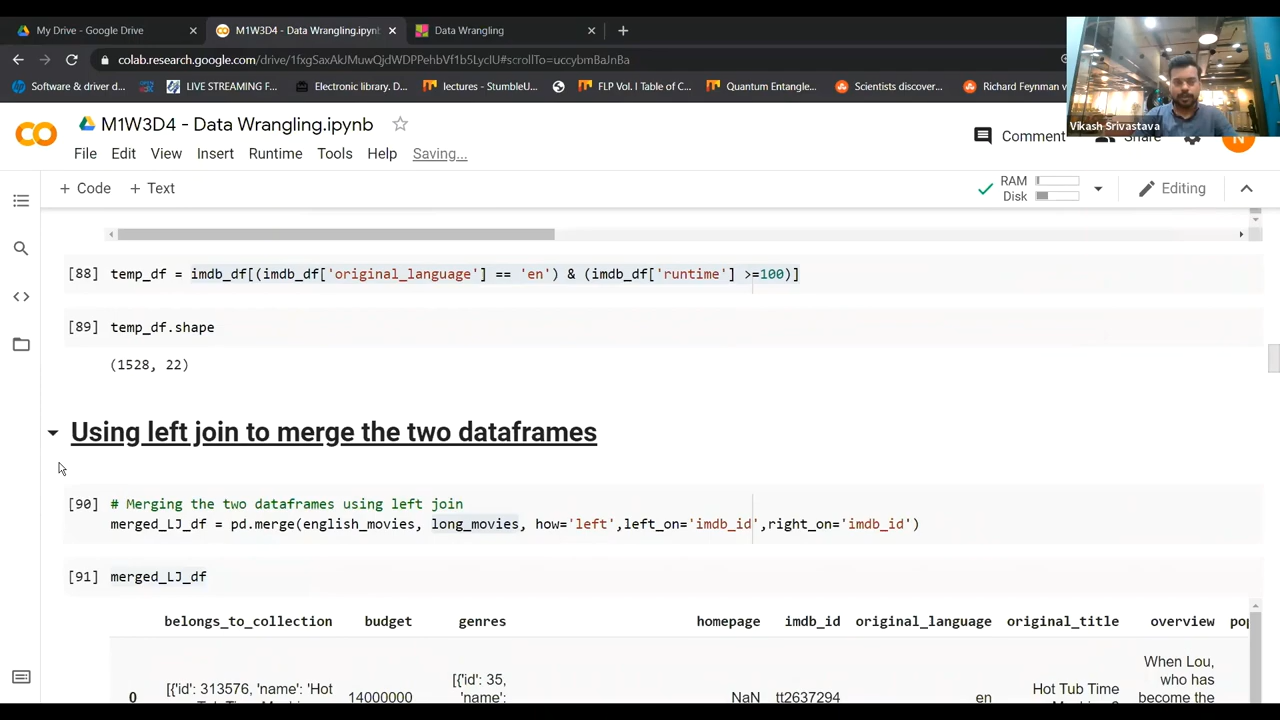 My Drive - Google Drive
M1W3D4 - Data Wrangling.ipynb
Data Wrangling
colab.research.google.com/drive/1fxgSaxAkJMuwQjdWDPPehbVf1b5LycIU#scrollTo=uccybmBaJnBa
Software & driver d...
LIVE STREAMING F...
Electronic library. D...
lectures - StumbleU...
FLP Vol. I Table of C...
Quantum Entangle...
Scientists discover...
Richard Feynman
Vikash Srivastava
M1W3D4 - Data Wrangling.ipynb
Comment
Share
N
File Edit View Insert Runtime Tools Help Saving...
+ Code + Text
RAM
Disk
Editing
[88] temp_df = imdb_df[(imdb_df['original_language'] == 'en') & (imdb_df['runtime'] >=100)]
[89] temp_df.shape
(1528, 22)
Using left join to merge the two dataframes
[90] # Merging the two dataframes using left join
merged_LJ_df = pd.merge(english_movies, long_movies, how='left',left_on='imdb_id',right_on='imdb_id')
[91] merged_LJ_df
belongs_to_collection budget genres homepage imdb_id original_language original_title overview pop
0 [{'id': 313576, 'name': 'Hot 14000000 [{'id': 35, 'name': NaN tt2637294 en Hot Tub Time When Lou, who has become the